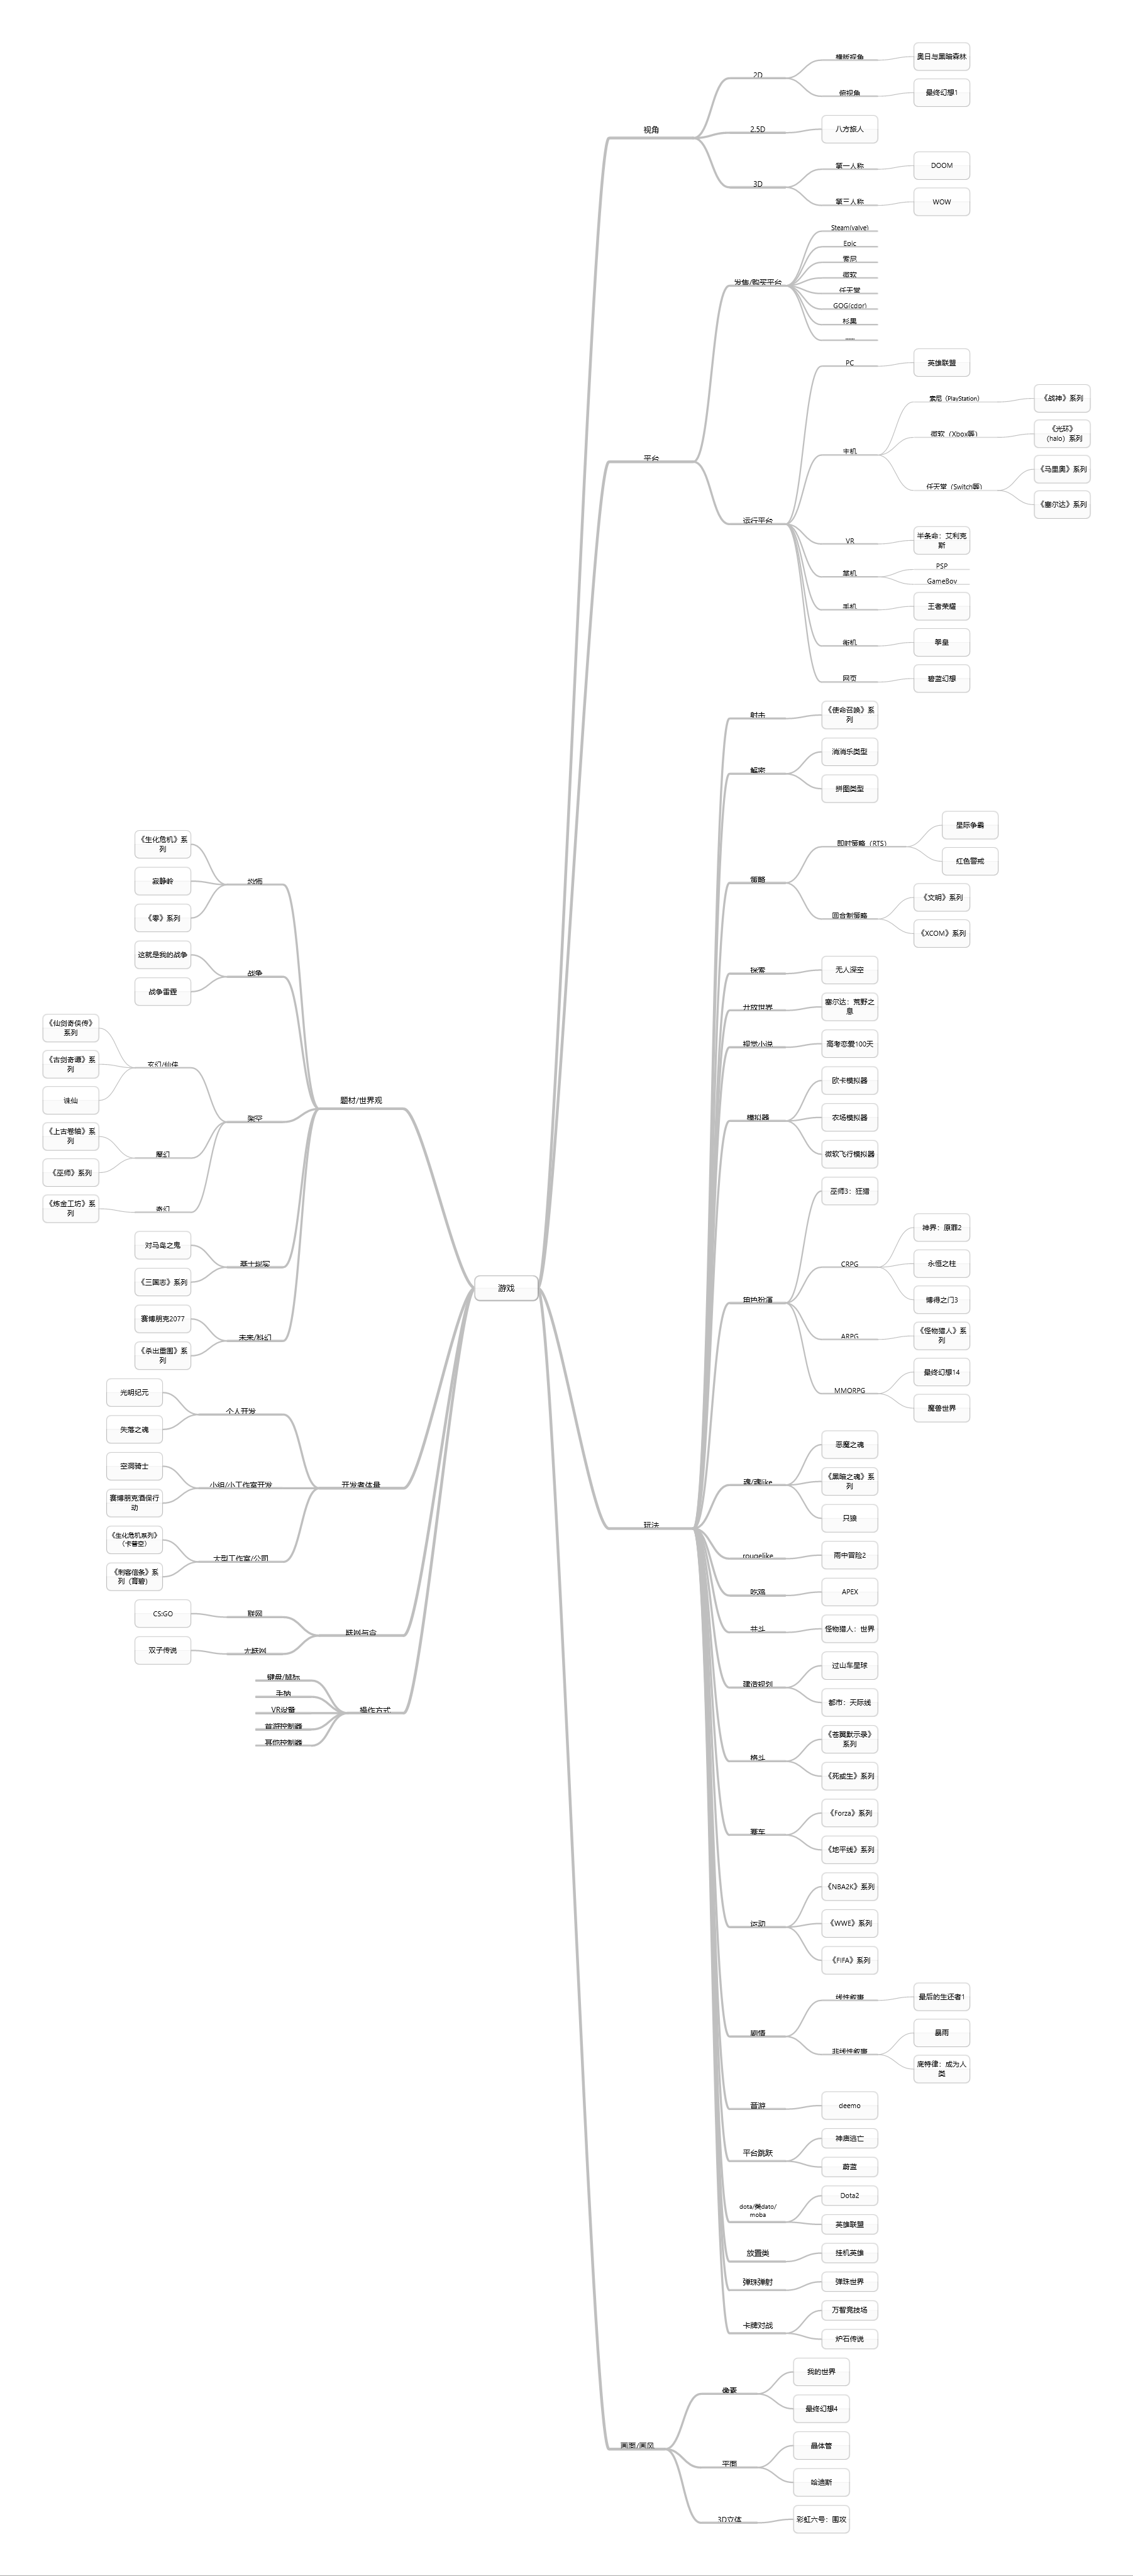 游戏
视角
2D
横版视角
奥日与黑暗森林
俯视角
最终幻想1
2.5D
八方旅人
3D
第一人称
DOOM
第三人称
WOW
平台
发售/购买平台
Steam(valve)
Epic
索尼
微软
任天堂
GOG(cdpr)
杉果
运行平台
PC
英雄联盟
主机
索尼（PlayStation）
《战神》系列
微软（Xbox等）
《光环》
（halo）系列
任天堂（Switch等）
《马里奥》系列
《塞尔达》系列
VR
半条命：艾利克
斯
掌机
PSP
GameBoy
手机
王者荣耀
街机
拳皇
网页
碧蓝幻想
玩法
射击
《使命召唤》系
列
解密
消消乐类型
拼图类型
策略
即时策略（RTS）
星际争霸
红色警戒
回合制策略
《文明》系列
《XCOM》系列
探索
无人深空
开放世界
塞尔达：荒野之
息
视觉小说
高考恋爱100天
模拟器
欧卡模拟器
农场模拟器
微软飞行模拟器
角色扮演
巫师3：狂猎
CRPG
神界：原罪2
永恒之柱
博得之门3
ARPG
《怪物猎人》系
列
MMORPG
最终幻想14
魔兽世界
魂/魂like
恶魔之魂
《黑暗之魂》系
列
只狼
rougelike
雨中冒险2
吃鸡
APEX
共斗
怪物猎人：世界
建造规划
过山车星球
都市：天际线
格斗
《苍翼默示录》
系列
《死或生》系列
赛车
《Forza》系列
《地平线》系列
运动
《NBA2K》系列
《WWE》系列
《FIFA》系列
剧情
线性叙事
最后的生还者1
非线性叙事
暴雨
底特律：成为人
类
音游
deemo
平台跳跃
神庙逃亡
蔚蓝
dota/类dato/
moba
Dota2
英雄联盟
放置类
挂机英雄
弹珠弹射
弹珠世界
卡牌对战
万智竞技场
炉石传说
画面/画风
像素
我的世界
最终幻想4
平面
晶体管
哈迪斯
3D立体
彩虹六号：围攻
题材/世界观
恐怖
《生化危机》系
列
寂静岭
《零》系列
战争
这就是我的战争
战争雷霆
架空
玄幻/仙侠
《仙剑奇侠传》
系列
《古剑奇谭》系
列
诛仙
魔幻
《上古卷轴》系
列
《巫师》系列
奇幻
《炼金工坊》系
列
基于现实
对马岛之鬼
《三国志》系列
未来/科幻
赛博朋克2077
《杀出重围》系
列
开发者体量
个人开发
光明纪元
失落之魂
小组/小工作室开发
空洞骑士
赛博朋克酒保行
动
大型工作室/公司
《生化危机系列》
（卡普空）
《刺客信条》系
列（育碧）
联网与否
联网
CS:GO
不联网
双子传说
操作方式
键盘/鼠标
手柄
VR设备
音游控制器
其他控制器